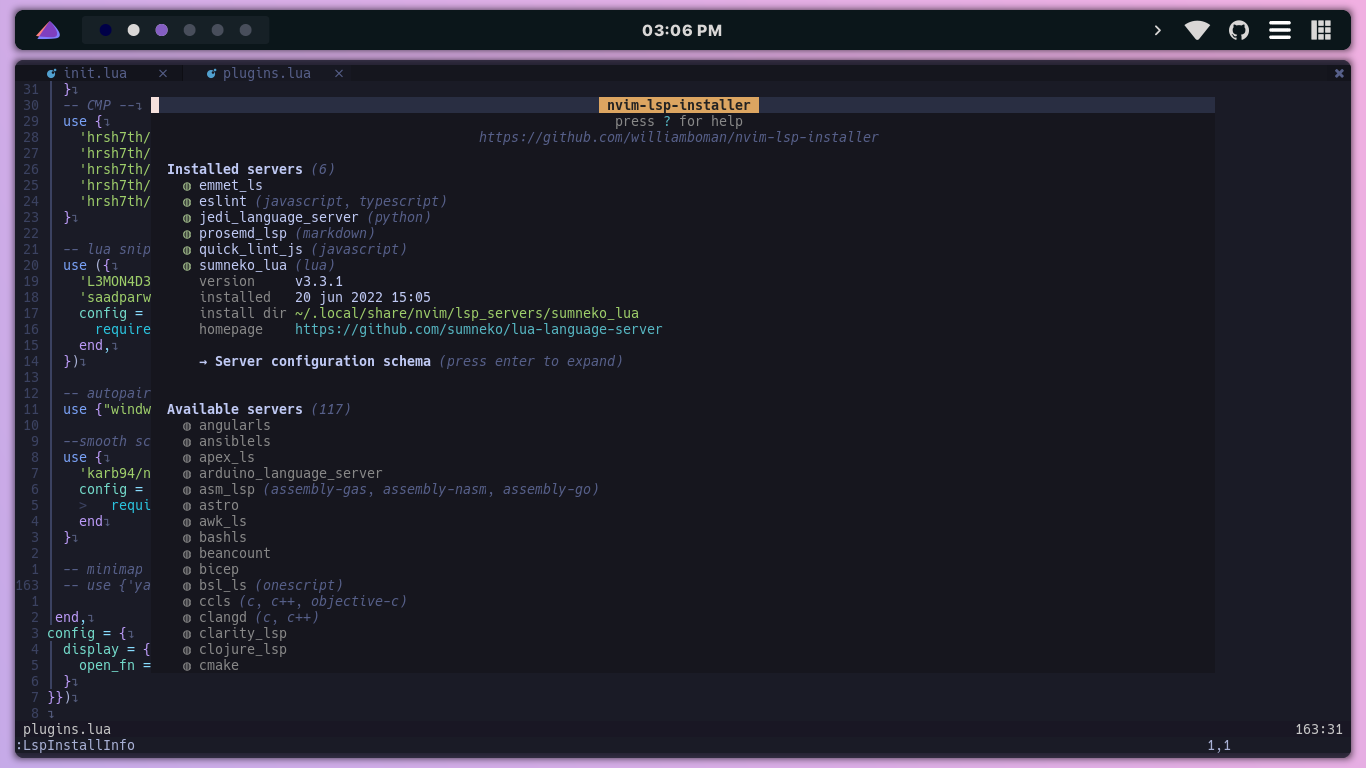 03:06 PM
init.lua × plugins.lua ×
31 }
30 -- CMP --
nvim-lsp-installer
29 use {
press ? for help
28 'hrsh7th/
https://github.com/williamboman/nvim-lsp-installer
27 'hrsh7th/
26 'hrsh7th/ Installed servers (6)
25 'hrsh7th/ emmet_ls
24 'hrsh7th/ eslint (javascript, typescript)
23 } jedi_language_server (python)
22 prosemd_lsp (markdown)
21 -- lua snip quick_lint_js (javascript)
20 use ({ sumneko_lua (lua)
19 'L3MON4D3 version v3.3.1
18 'saadparw installed 20 jun 2022 15:05
17 config = install dir ~/.local/share/nvim/lsp_servers/sumneko_lua
16 require homepage https://github.com/sumneko/lua-language-server
15 end,
14 }) → Server configuration schema (press enter to expand)
13
12 -- autopair
11 use {"windw Available servers (117)
10 angularls
9 --smooth sc ansiblels
8 use { apex_ls
7 'karb94/n arduino_language_server
6 config = asm_lsp (assembly-gas, assembly-nasm, assembly-go)
5 > requi astro
4 end awk_ls
3 } bashls
2 beancount
1 -- minimap bicep
163 -- use {'ya bsl_ls (onescript)
1 ccls (c, c++, objective-c)
2 end, clangd (c, c++)
3 config = { clarity_lsp
4 display = { clojure_lsp
5 open_fn = cmake
6 }
7 }})
8
plugins.lua 163:31
:LspInstallInfo 1,1